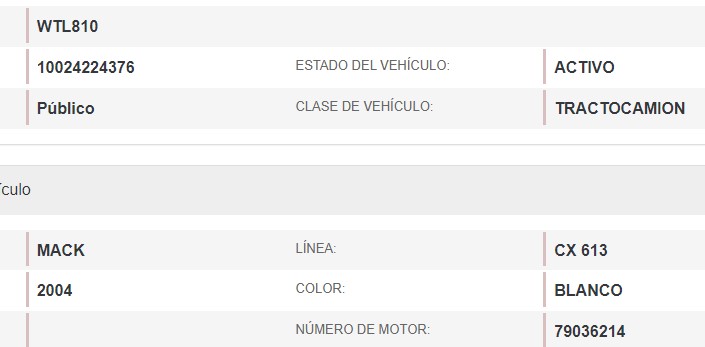 WTL810
10024224376 ESTADO DEL VEHÍCULO: ACTIVO
Público CLASE DE VEHÍCULO: TRACTOCAMION
ículo
MACK LÍNEA: CX 613
2004 COLOR: BLANCO
NÚMERO DE MOTOR: 79036214